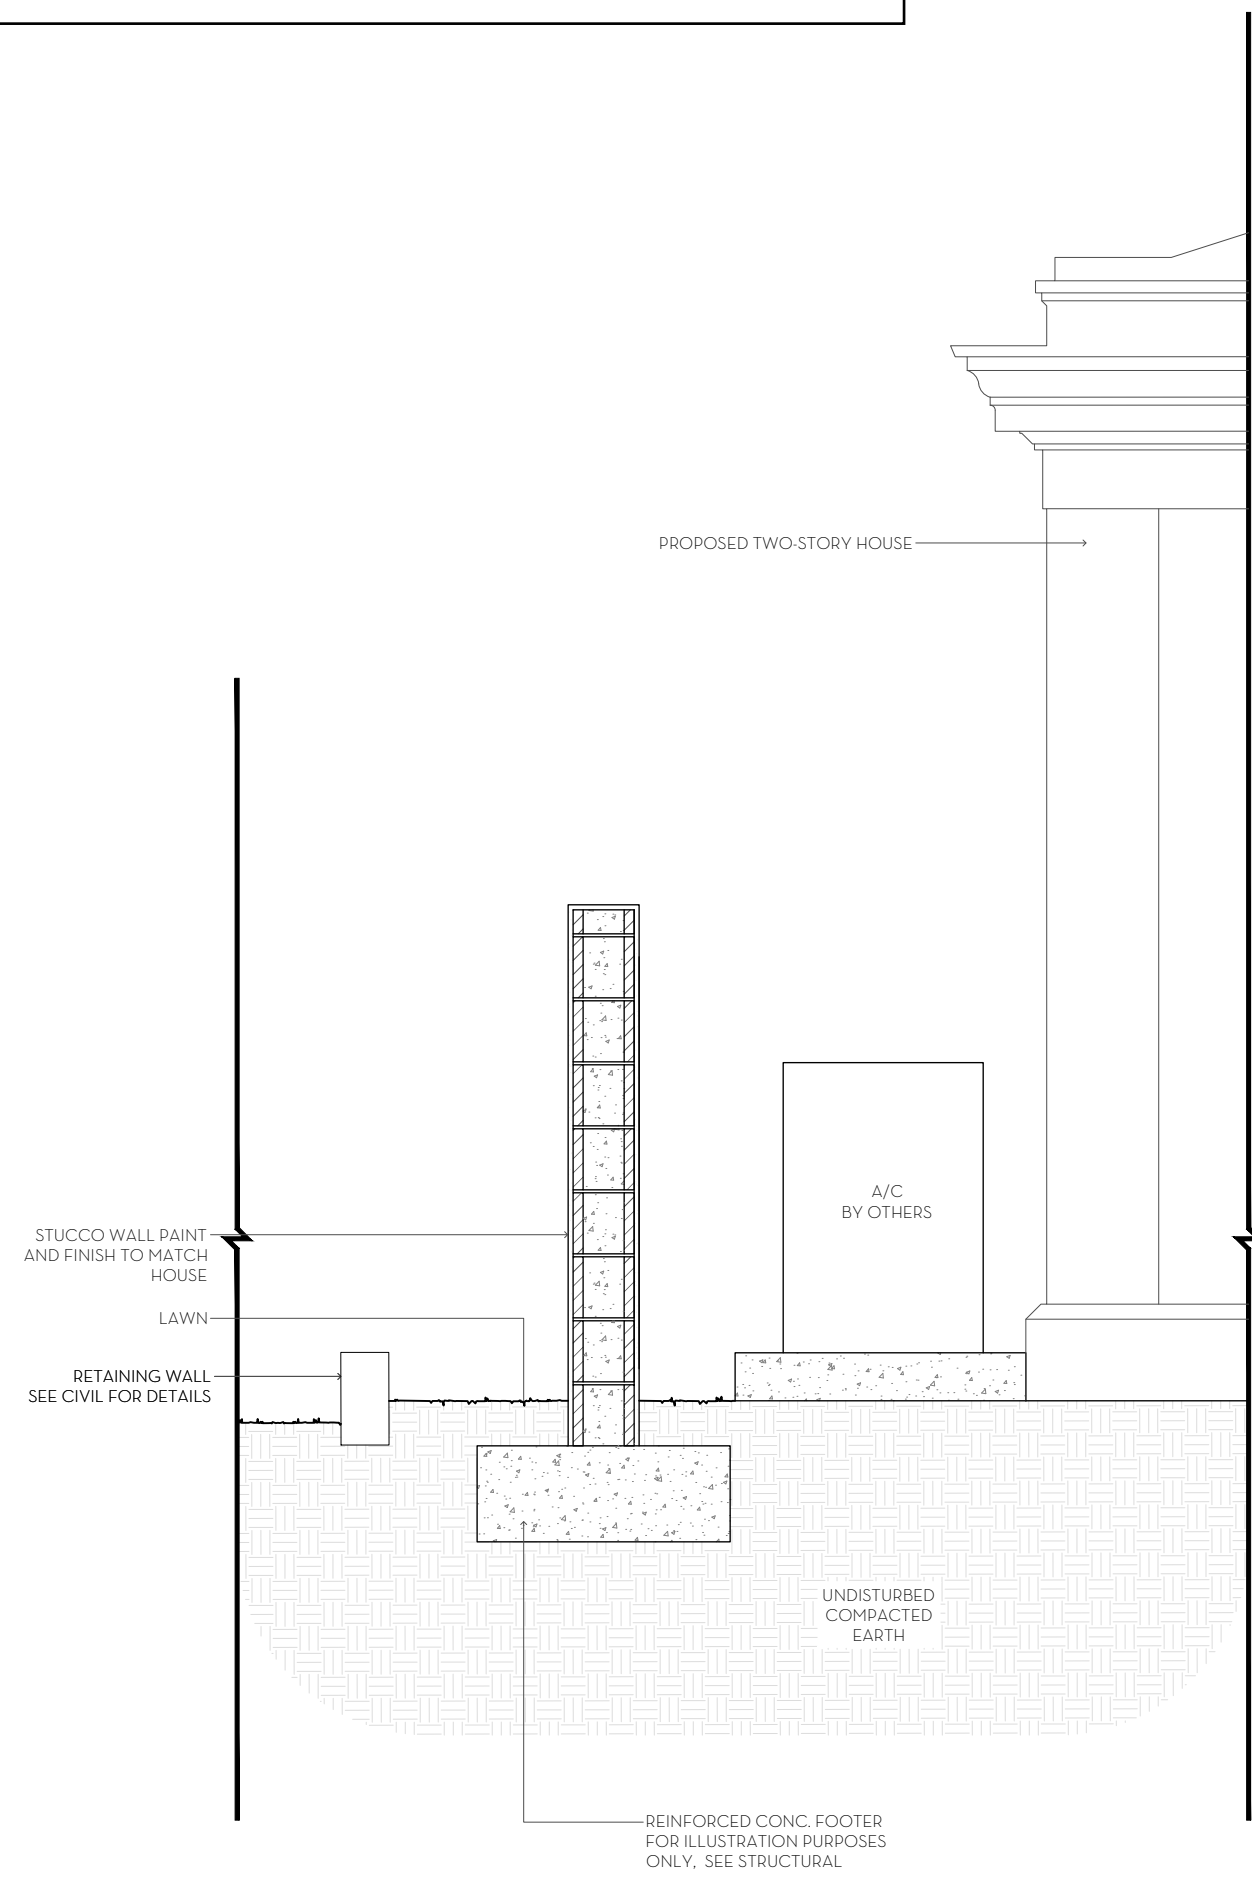 PROPOSED TWO-STORY HOUSE
A/C
BY OTHERS
STUCCO WALL PAINT
AND FINISH TO MATCH
HOUSE
LAWN
RETAINING WALL
SEE CIVIL FOR DETAILS
UNDISTURBED
COMPACTED
EARTH
REINFORCED CONC. FOOTER
FOR ILLUSTRATION PURPOSES
ONLY, SEE STRUCTURAL